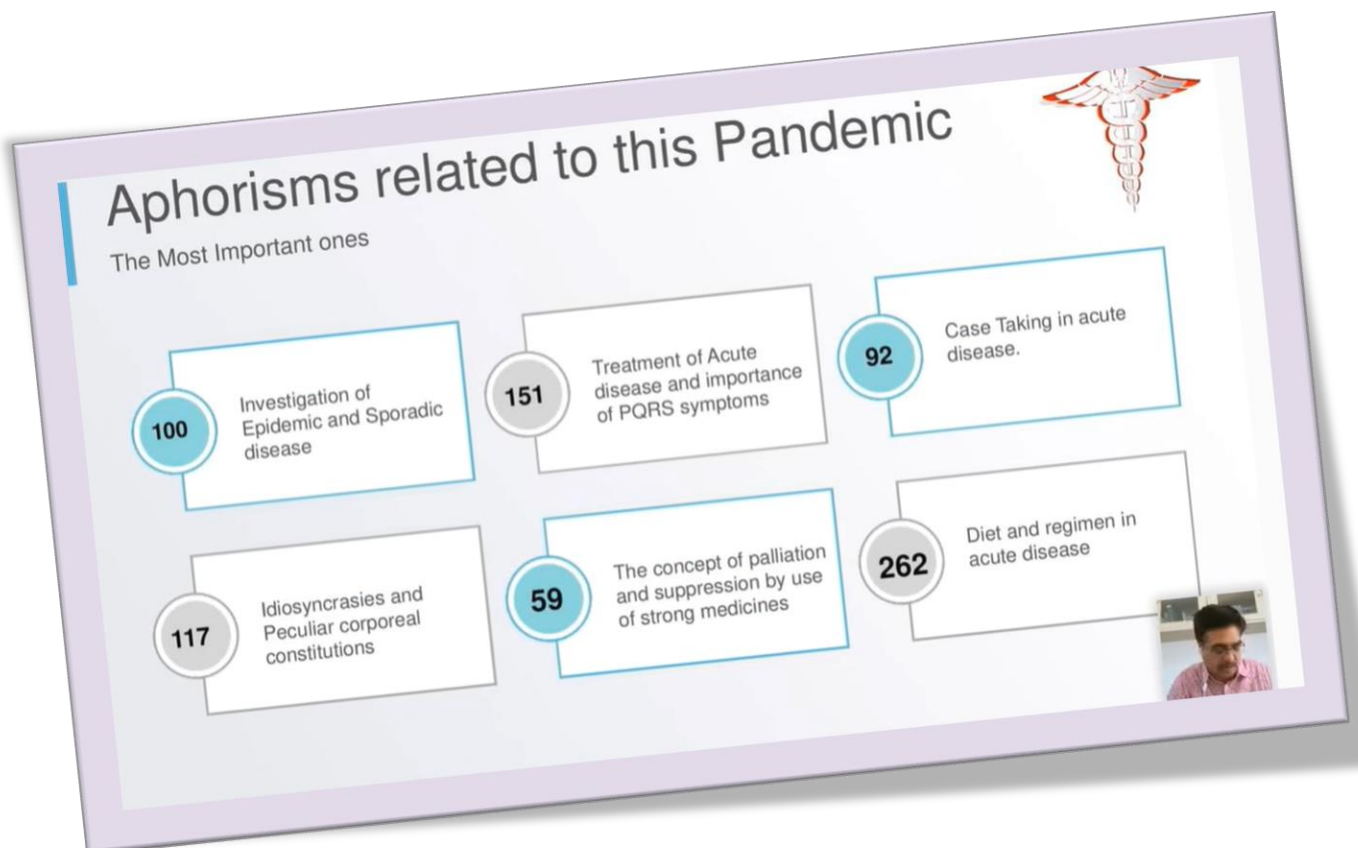 Aphorisms related to this Pandemic
The Most Important ones
100
Investigation of
Epidemic and Sporadic
disease
151
Treatment of Acute
disease and importance
of PQRS symptoms
92
Case Taking in acute
disease.
117
Idiosyncrasies and
Peculiar corporeal
constitutions
59
The concept of palliation
and suppression by use
of strong medicines
262
Diet and regimen in
acute disease